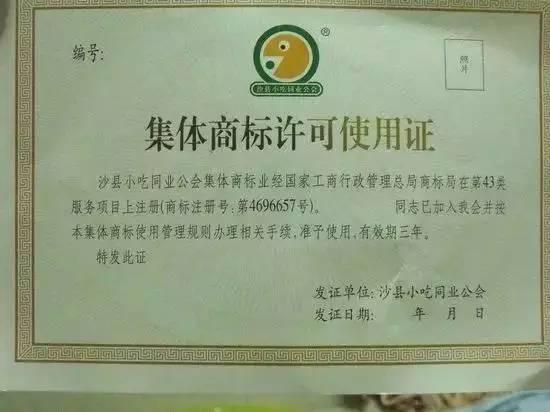 编号:
®
沙县小吃同业公会
照片
集体商标许可使用证
沙县小吃同业公会集体商标业经国家工商行政管理总局商标局在第43类
服务项目上注册(商标注册号:第4696657号)。 同志已加入我会并按
本集体商标使用管理规则办理相关手续,准予使用,有效期三年。
特发此证
发证单位:沙县小吃同业公会
发证日期: 年 月 日